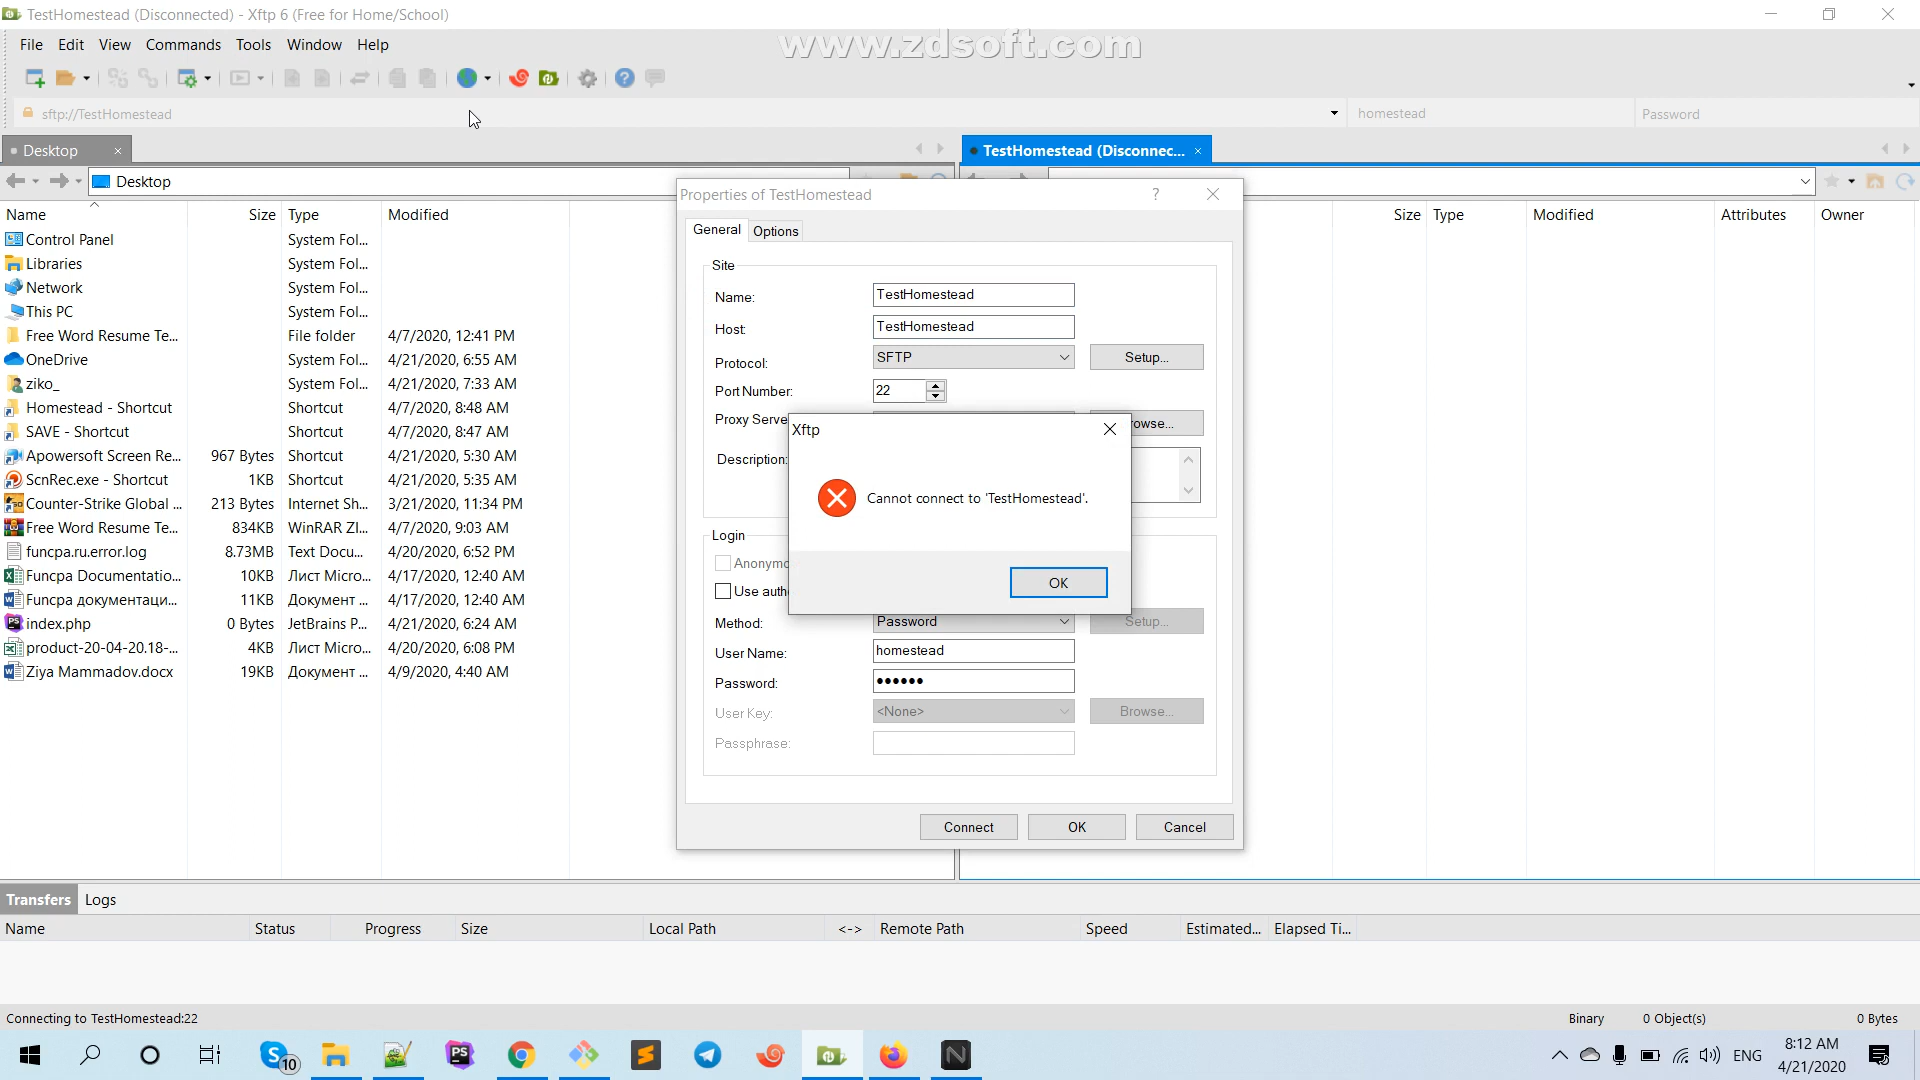 TestHomestead (Disconnected) - Xftp 6 (Free for Home/School)
www.zdsoft.com
File Edit View Commands Tools Window Help
sftp://TestHomestead homestead Password
Desktop
TestHomestead (Disconnec...
Desktop
Name Size Type Modified
Control Panel System Fol...
Libraries System Fol...
Network System Fol...
This PC System Fol...
Free Word Resume Te... File folder 4/7/2020, 12:41 PM
OneDrive System Fol... 4/21/2020, 6:55 AM
ziko_ System Fol... 4/21/2020, 7:33 AM
Homestead - Shortcut Shortcut 4/7/2020, 8:48 AM
SAVE - Shortcut Shortcut 4/7/2020, 8:47 AM
Apowersoft Screen Re... 967 Bytes Shortcut 4/21/2020, 5:30 AM
ScnRec.exe - Shortcut 1KB Shortcut 4/21/2020, 5:35 AM
Counter-Strike Global ... 213 Bytes Internet Sh... 3/21/2020, 11:34 PM
Free Word Resume Te... 834KB WinRAR ZI... 4/7/2020, 9:03 AM
funcpa.ru.error.log 8.73MB Text Docu... 4/20/2020, 6:52 PM
Funcpa Documentatio... 10KB Лист Micro... 4/17/2020, 12:40 AM
Funcpa документаци... 11KB Документ ... 4/17/2020, 12:40 AM
index.php 0 Bytes JetBrains P... 4/21/2020, 6:24 AM
product-20-04-20.18-... 4KB Лист Micro... 4/20/2020, 6:08 PM
Ziya Mammadov.docx 19KB Документ ... 4/9/2020, 4:40 AM
Size Type Modified Attributes Owner
Properties of TestHomestead ?
General Options
Site
Name: TestHomestead
Host: TestHomestead
Protocol: SFTP Setup...
Port Number: 22
Proxy Serve owse...
Description:
Xftp
Cannot connect to 'TestHomestead'.
OK
Login
Anonymo
Use auth
Method: Password Setup...
User Name: homestead
Password: ••••••
User Key: <None> Browse...
Passphrase:
Connect OK Cancel
Transfers Logs
Name Status Progress Size Local Path <-> Remote Path Speed Estimated... Elapsed Ti...
Connecting to TestHomestead:22 Binary 0 Object(s) 0 Bytes
S 10 PS S N ENG 8:12 AM
4/21/2020